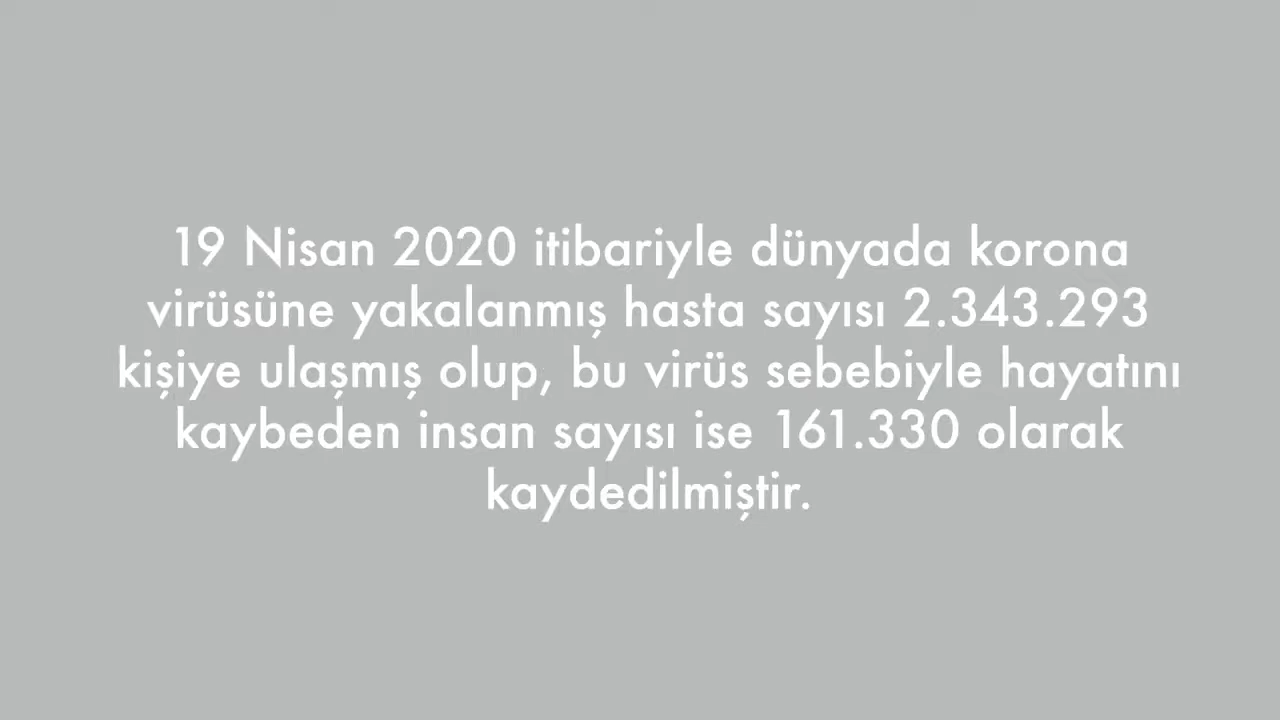 19 Nisan 2020 itibariyle dünyada korona
virüsüne yakalanmış hasta sayısı 2.343.293
kişiye ulaşmış olup, bu virüs sebebiyle hayatını
kaybeden insan sayısı ise 161.330 olarak
kaydedilmiştir.